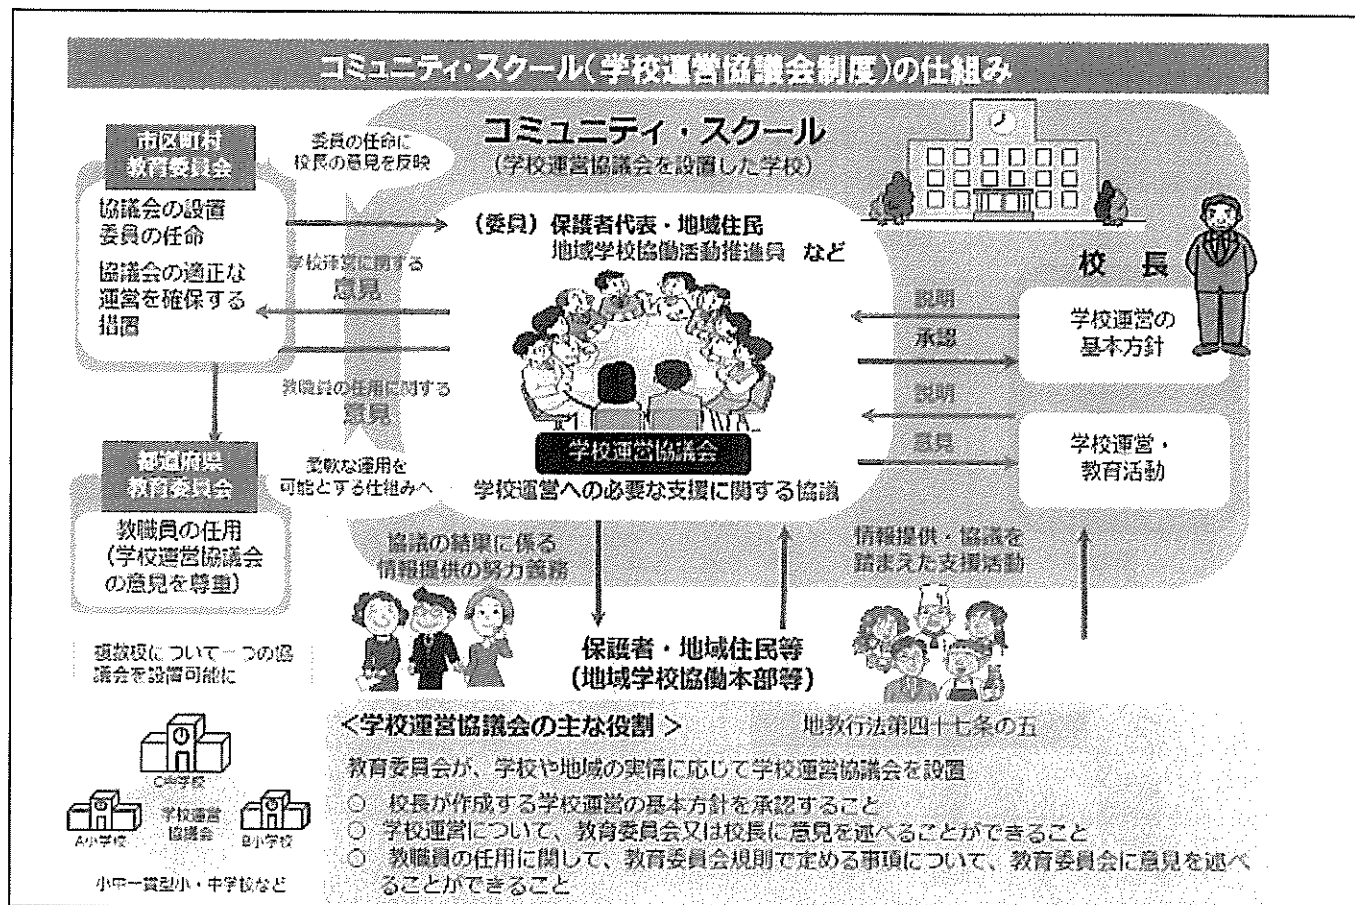 コミュニティ・スクール(学校運営協議会制度)の仕組み
市区町村
教育委員会
協議会の設置
委員の任命
協議会の適正な
運営を確保する
措置
委員の任命に
校長の意見を反映
コミュニティ・スクール
(学校運営協議会を設置した学校)
(委員)保護者代表・地域住民
地域学校協働活動推進員 など
学校運営に関する
意見
教職員の任用に関する
意見
学校運営協議会
学校運営への必要な支援に関する協議
校 長
説明
承認
学校運営の
基本方針
説明
意見
学校運営・
教育活動
都道府県
教育委員会
教職員の任用
(学校運営協議会
の意見を尊重)
柔軟な運用を
可能とする仕組みへ
協議の結果に係る
情報提供の努力義務
情報提供・協議を
踏まえた支援活動
保護者・地域住民等
(地域学校協働本部等)
複数校について一つの協
議会を設置可能に
C中学校
A小学校
学校運営
協議会
B小学校
小中一貫型小・中学校など
<学校運営協議会の主な役割>
地教行法第四十七条の五
教育委員会が、学校や地域の実情に応じて学校運営協議会を設置
○ 校長が作成する学校運営の基本方針を承認すること
○ 学校運営について、教育委員会又は校長に意見を述べることができること
○ 教職員の任用に関して、教育委員会規則で定める事項について、教育委員会に意見を述べ
ることができること